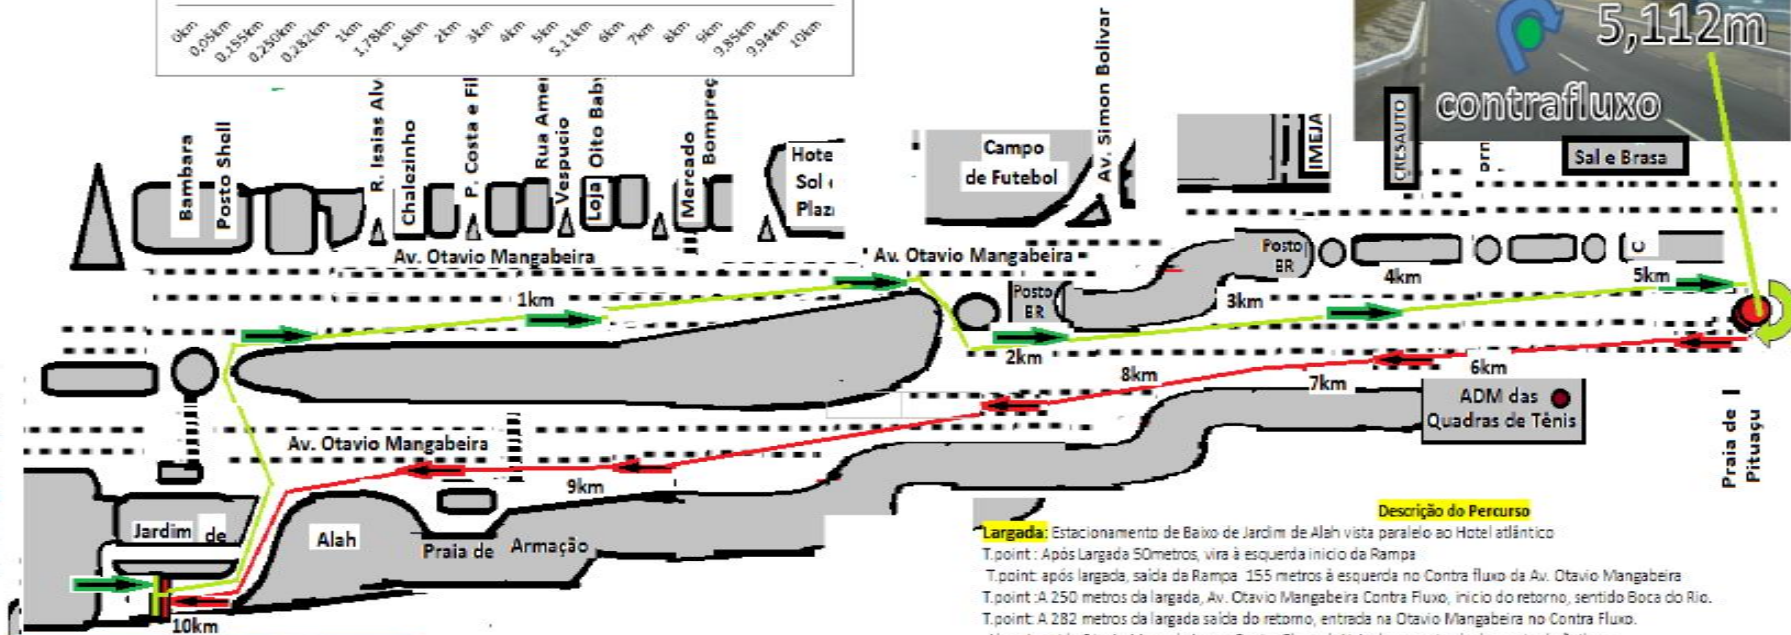 0km 0,05km 0,155km 0,250km 0,282km 1km 1,78km 1,8km 2km 3km 4km 5km 5,11km 6km 7km 8km 9km 9,85km 9,94km 10km
5,112m
contrafluxo
Bambara
Posto Shell
R. Isaias Alv
Chalezinho
P. Costa e Fil
Rua Amer
Vespucio
Loja Oito Baby
Mercado
Bompreç
Hote
Sol
Plaz
Campo
de Futebol
Av. Simon Bolivar
IMEJA
CRESAUTO
Sal e Brasa
Av. Otavio Mangabeira
Av. Otavio Mangabeira
Posto
BR
Posto
BR
1km
2km
3km
4km
5km
6km
7km
8km
ADM das
Quadras de Tênis
Praia de
Pituaçu
Av. Otavio Mangabeira
9km
Jardim de
Alah
Praia de Armação
10km
Descrição do Percurso
Largada: Estacionamento de Baixo de Jardim de Alah vista paralelo ao Hotel atlântico
T.point : Após Largada 50metros, vira à esquerda inicio da Rampa
T.point: após largada, saída da Rampa 155 metros à esquerda no Contra fluxo da Av. Otavio Mangabeira
T.point :A 250 metros da largada, Av. Otavio Mangabeira Contra Fluxo, inicio do retorno, sentido Boca do Rio.
T.point: A 282 metros da largada saída do retorno, entrada na Otavio Mangabeira no Contra Fluxo.